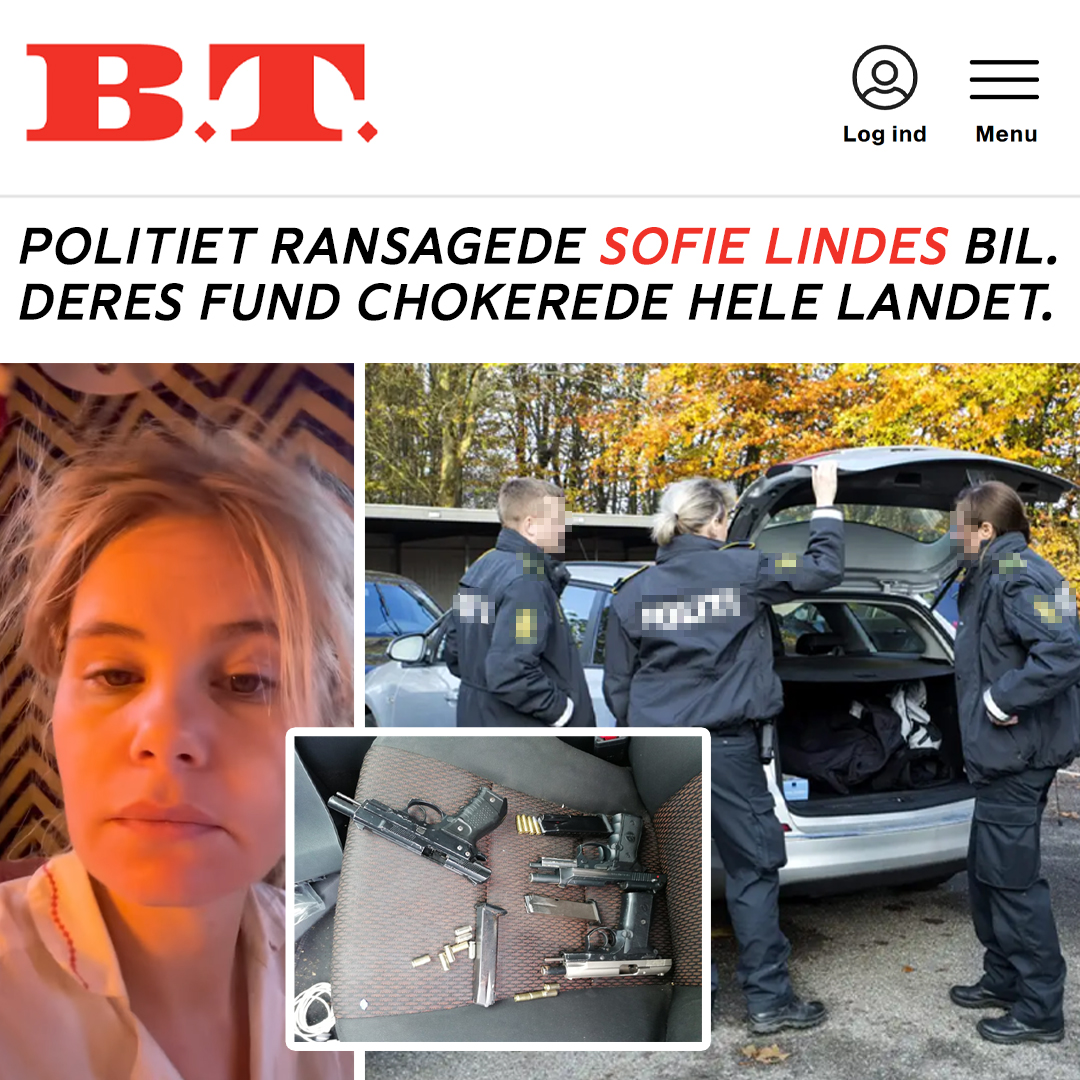 B.T.
Log ind
Menu
POLITIET RANSAGEDE SOFIE LINDES BIL.
DERES FUND CHOKEREDE HELE LANDET.